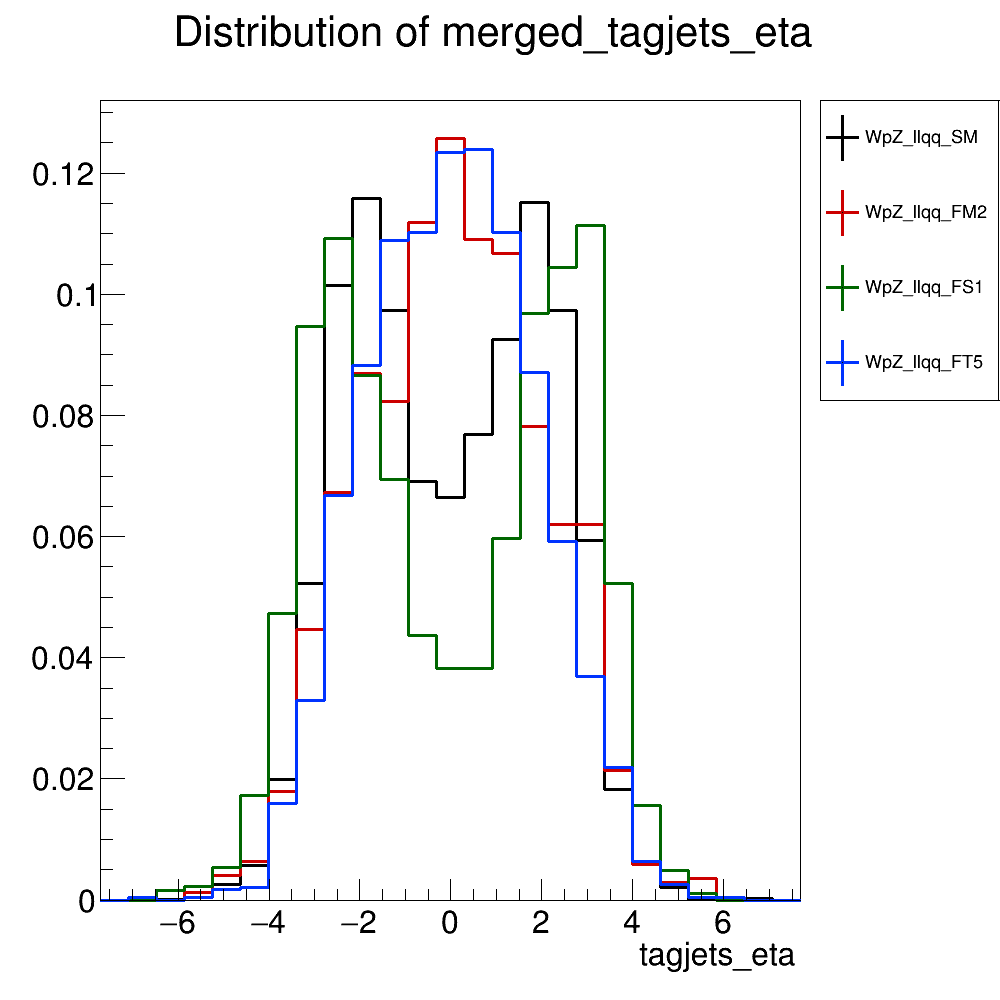 Distribution of merged_tagjets_eta
WpZ_llqq_SM
WpZ_llqq_FM2
WpZ_llqq_FS1
WpZ_llqq_FT5
0.12
0.1
0.08
0.06
0.04
0.02
0
−6 −4 −2 0 2 4 6
tagjets_eta